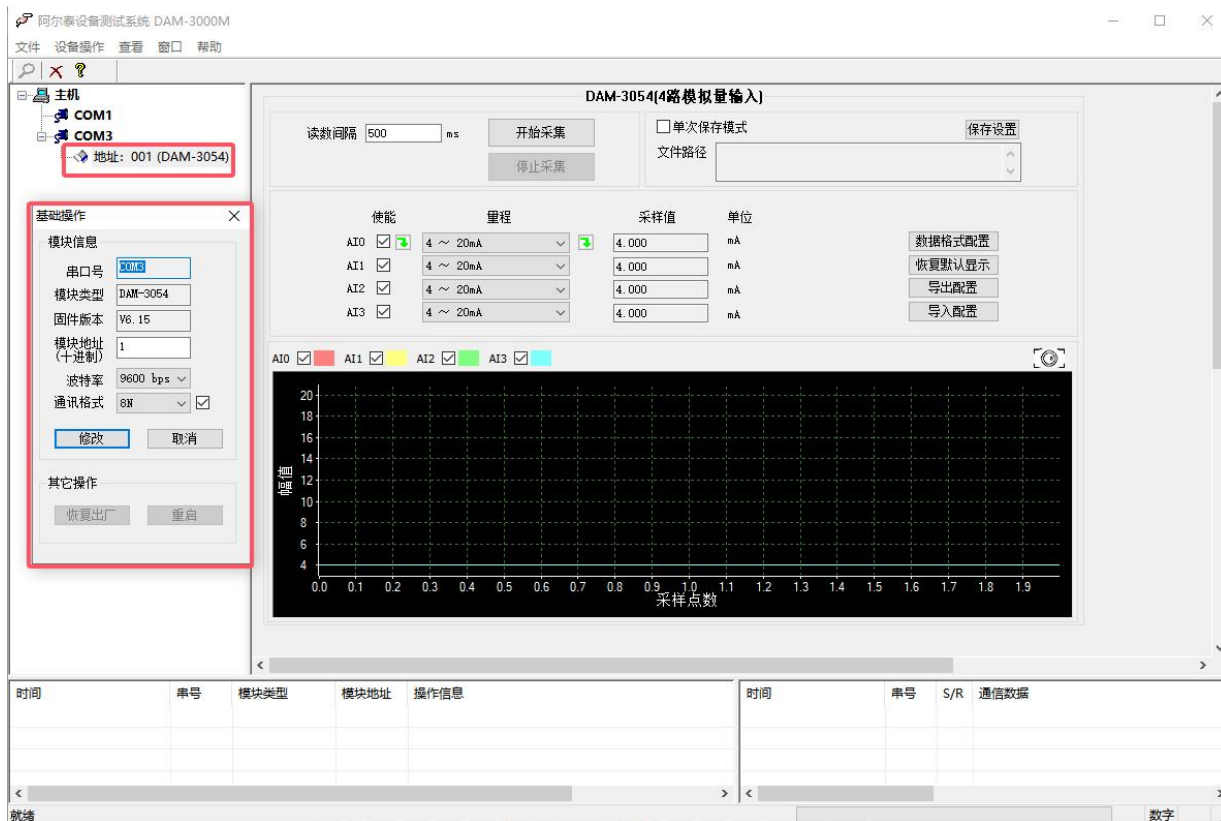 阿尔泰设备测试系统 DAM-3000M
文件 设备操作 查看 窗口 帮助
主机
COM1
COM3
地址：001 (DAM-3054)
基础操作
模块信息
串口号 COM3
模块类型 DAM-3054
固件版本 V6.15
模块地址 (十进制) 1
波特率 9600 bps
通讯格式 8N
修改 取消
其它操作
恢复出厂 重启
DAM-3054(4路模拟量输入)
读数间隔 500 ms 开始采集
停止采集
单次保存模式 保存设置
文件路径
使能 量程 采样值 单位
AI0 4 ～ 20mA 4.000 mA 数据格式配置
AI1 4 ～ 20mA 4.000 mA 恢复默认显示
AI2 4 ～ 20mA 4.000 mA 导出配置
AI3 4 ～ 20mA 4.000 mA 导入配置
AI0 AI1 AI2 AI3
幅值
20
18
16
14
12
10
8
6
4
0.0 0.1 0.2 0.3 0.4 0.5 0.6 0.7 0.8 0.9 1.0 1.1 1.2 1.3 1.4 1.5 1.6 1.7 1.8 1.9
采样点数
时间 串号 模块类型 模块地址 操作信息
时间 串号 S/R 通信数据
就绪 数字